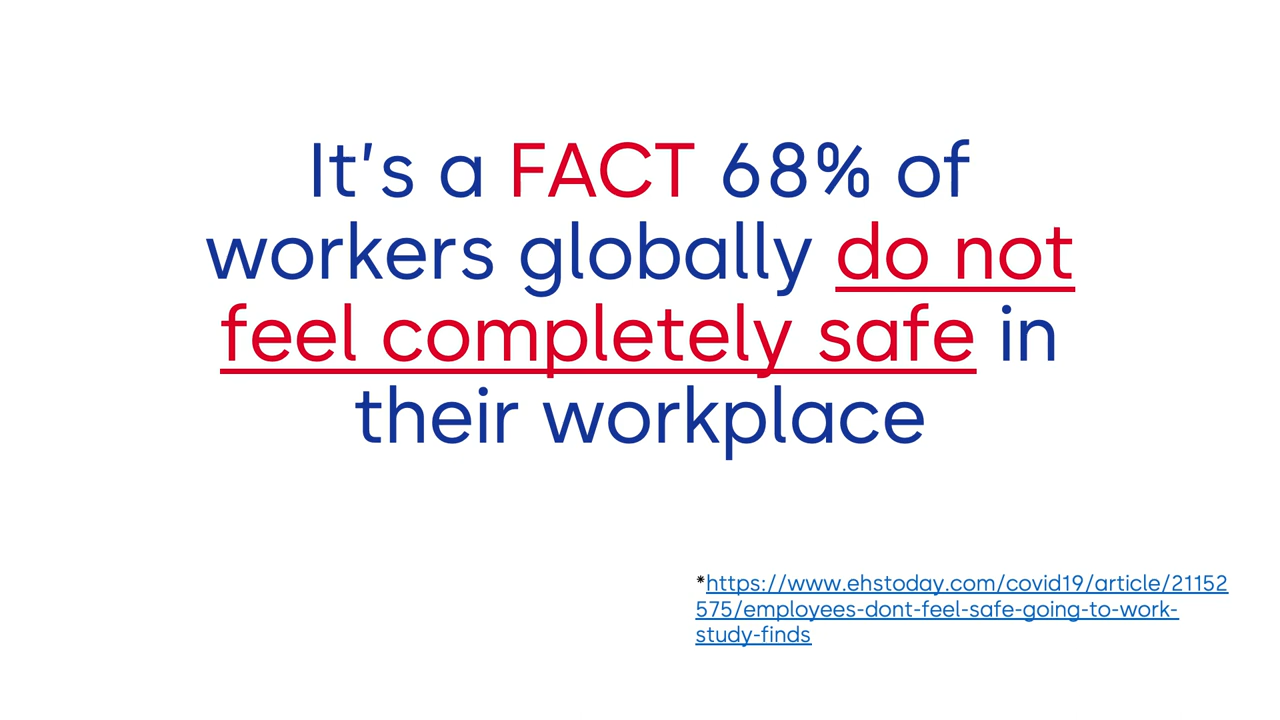 It's a FACT 68% of
workers globally do not
feel completely safe in
their workplace
*https://www.ehstoday.com/covid19/article/21152
575/employees-dont-feel-safe-going-to-work-
study-finds